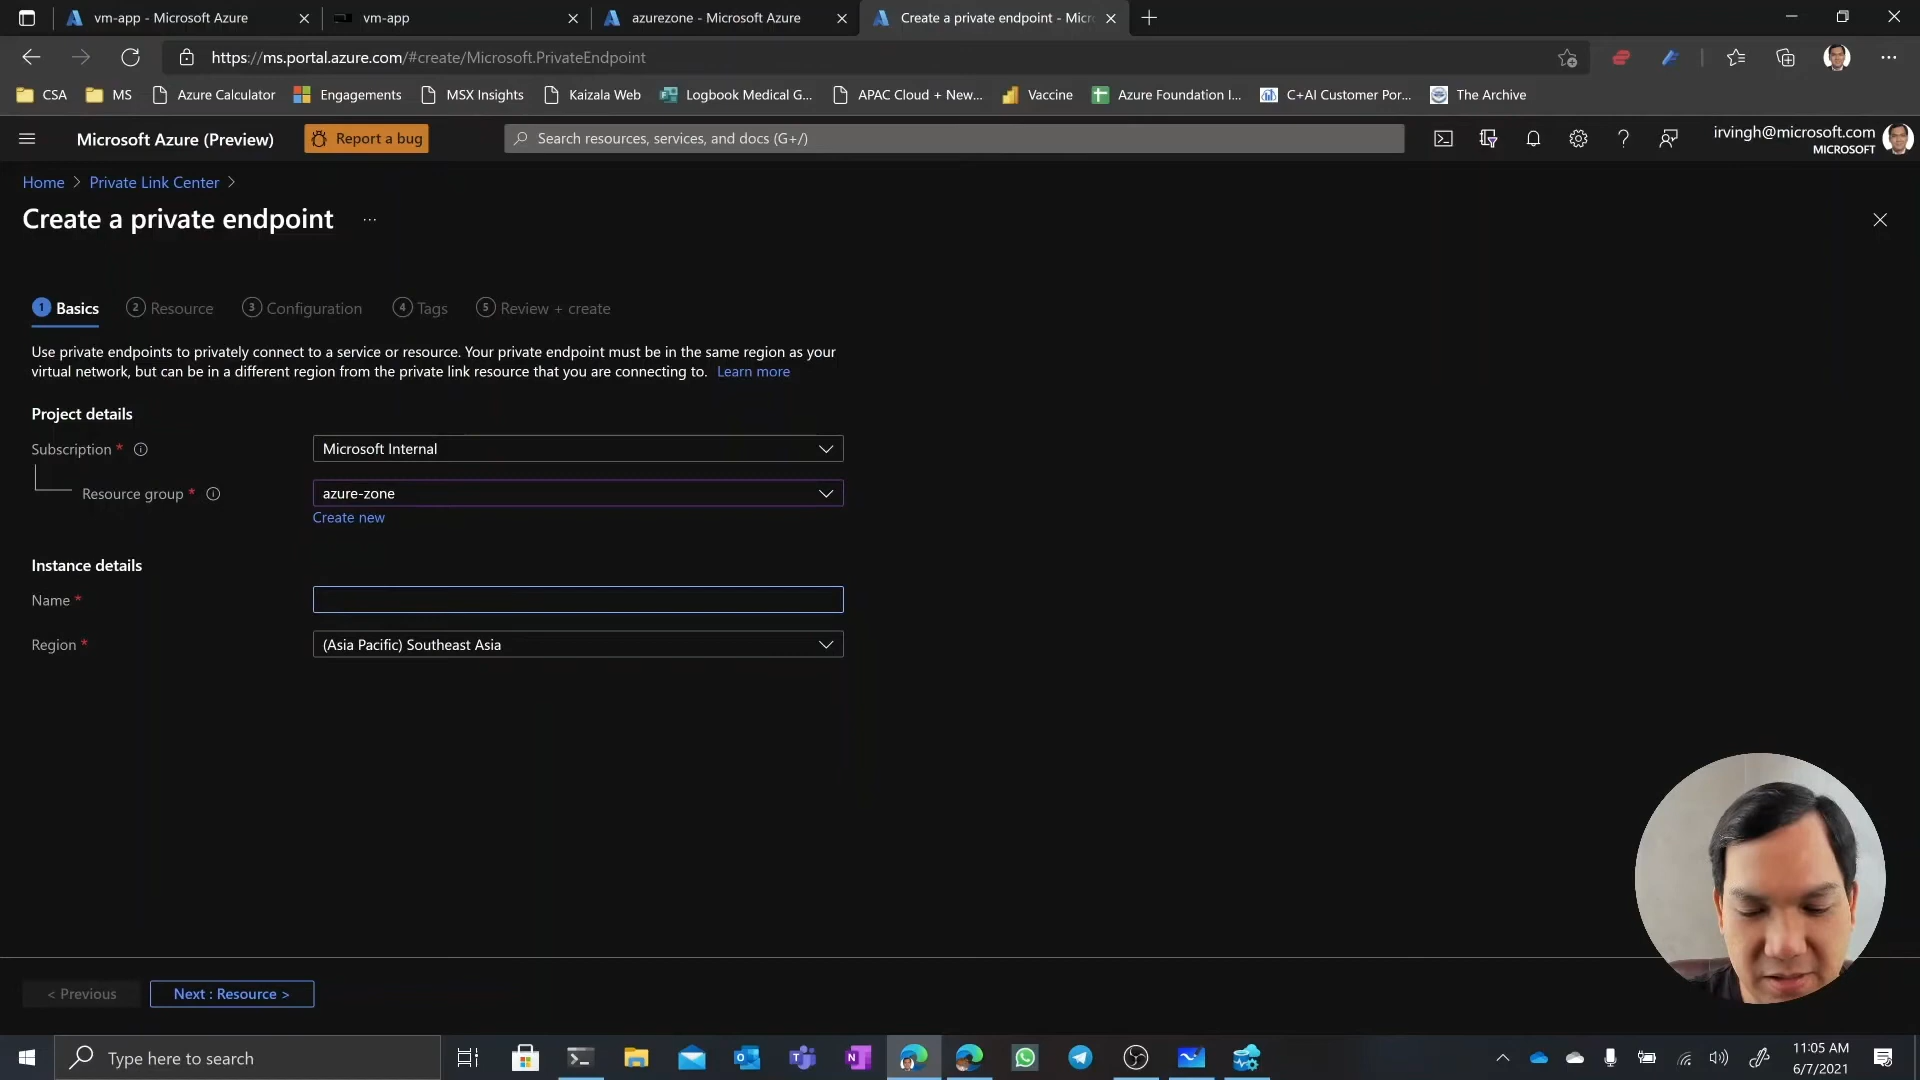 vm-app - Microsoft Azure
vm-app
azurezone - Microsoft Azure
Create a private endpoint - Micr
https://ms.portal.azure.com/#create/Microsoft.PrivateEndpoint
CSA
MS
Azure Calculator
Engagements
MSX Insights
Kaizala Web
Logbook Medical G...
APAC Cloud + New...
Vaccine
Azure Foundation I...
C+AI Customer Por...
The Archive
Microsoft Azure (Preview)
Report a bug
Search resources, services, and docs (G+/)
irvingh@microsoft.com
MICROSOFT
Home > Private Link Center >
Create a private endpoint ...
1 Basics
2 Resource
3 Configuration
4 Tags
5 Review + create
Use private endpoints to privately connect to a service or resource. Your private endpoint must be in the same region as your
virtual network, but can be in a different region from the private link resource that you are connecting to. Learn more
Project details
Subscription *
Microsoft Internal
Resource group *
azure-zone
Create new
Instance details
Name *
Region *
(Asia Pacific) Southeast Asia
< Previous
Next : Resource >
Type here to search
11:05 AM
6/7/2021